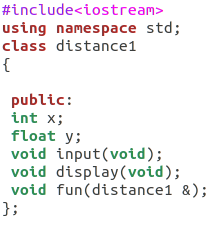 #include<iostream>
using namespace std;
class distance1
{
public:
int x;
float y;
void input(void);
void display(void);
void fun(distance1 &);
};